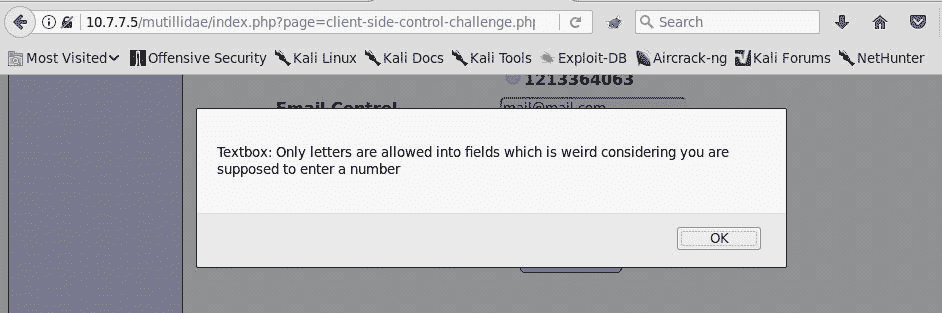 10.7.7.5/mutillidae/index.php?page=client-side-control-challenge.php
Search
Most Visited Offensive Security Kali Linux Kali Docs Kali Tools Exploit-DB Aircrack-ng Kali Forums NetHunter
1213364063
Email Control mail@mail.com
Textbox: Only letters are allowed into fields which is weird considering you are
supposed to enter a number
OK